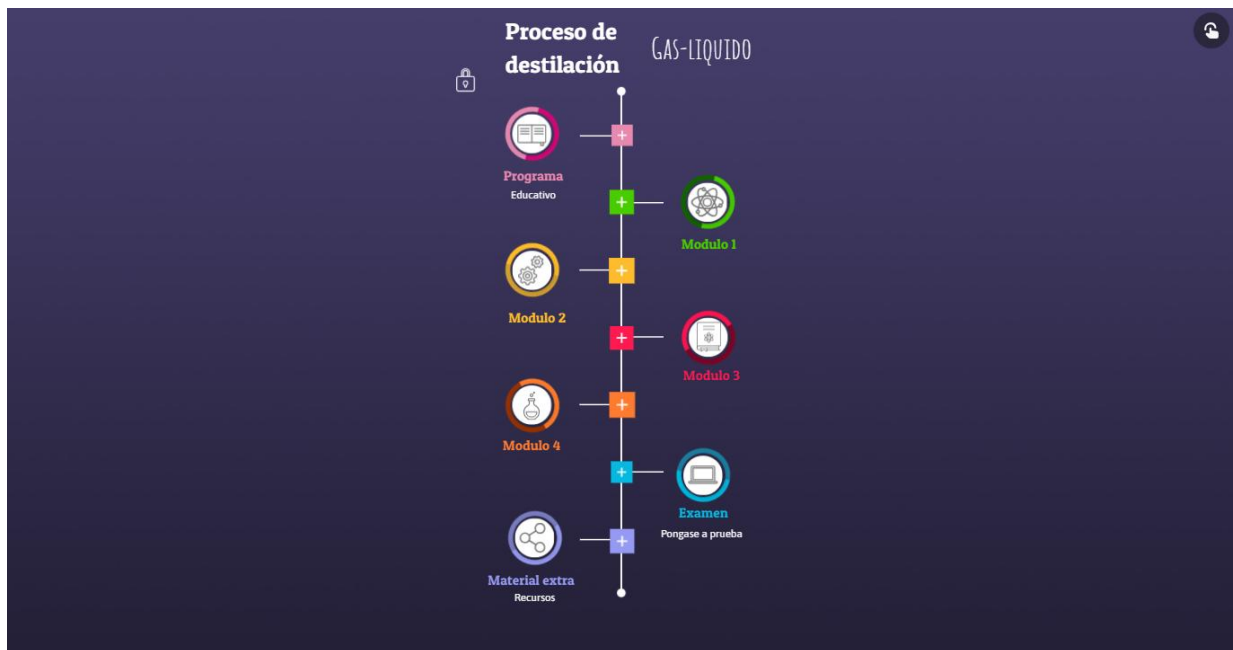 Proceso de
destilación
Gas-liquido
Programa
Educativo
Modulo 1
Modulo 2
Modulo 3
Modulo 4
Examen
Pongase a prueba
Material extra
Recursos